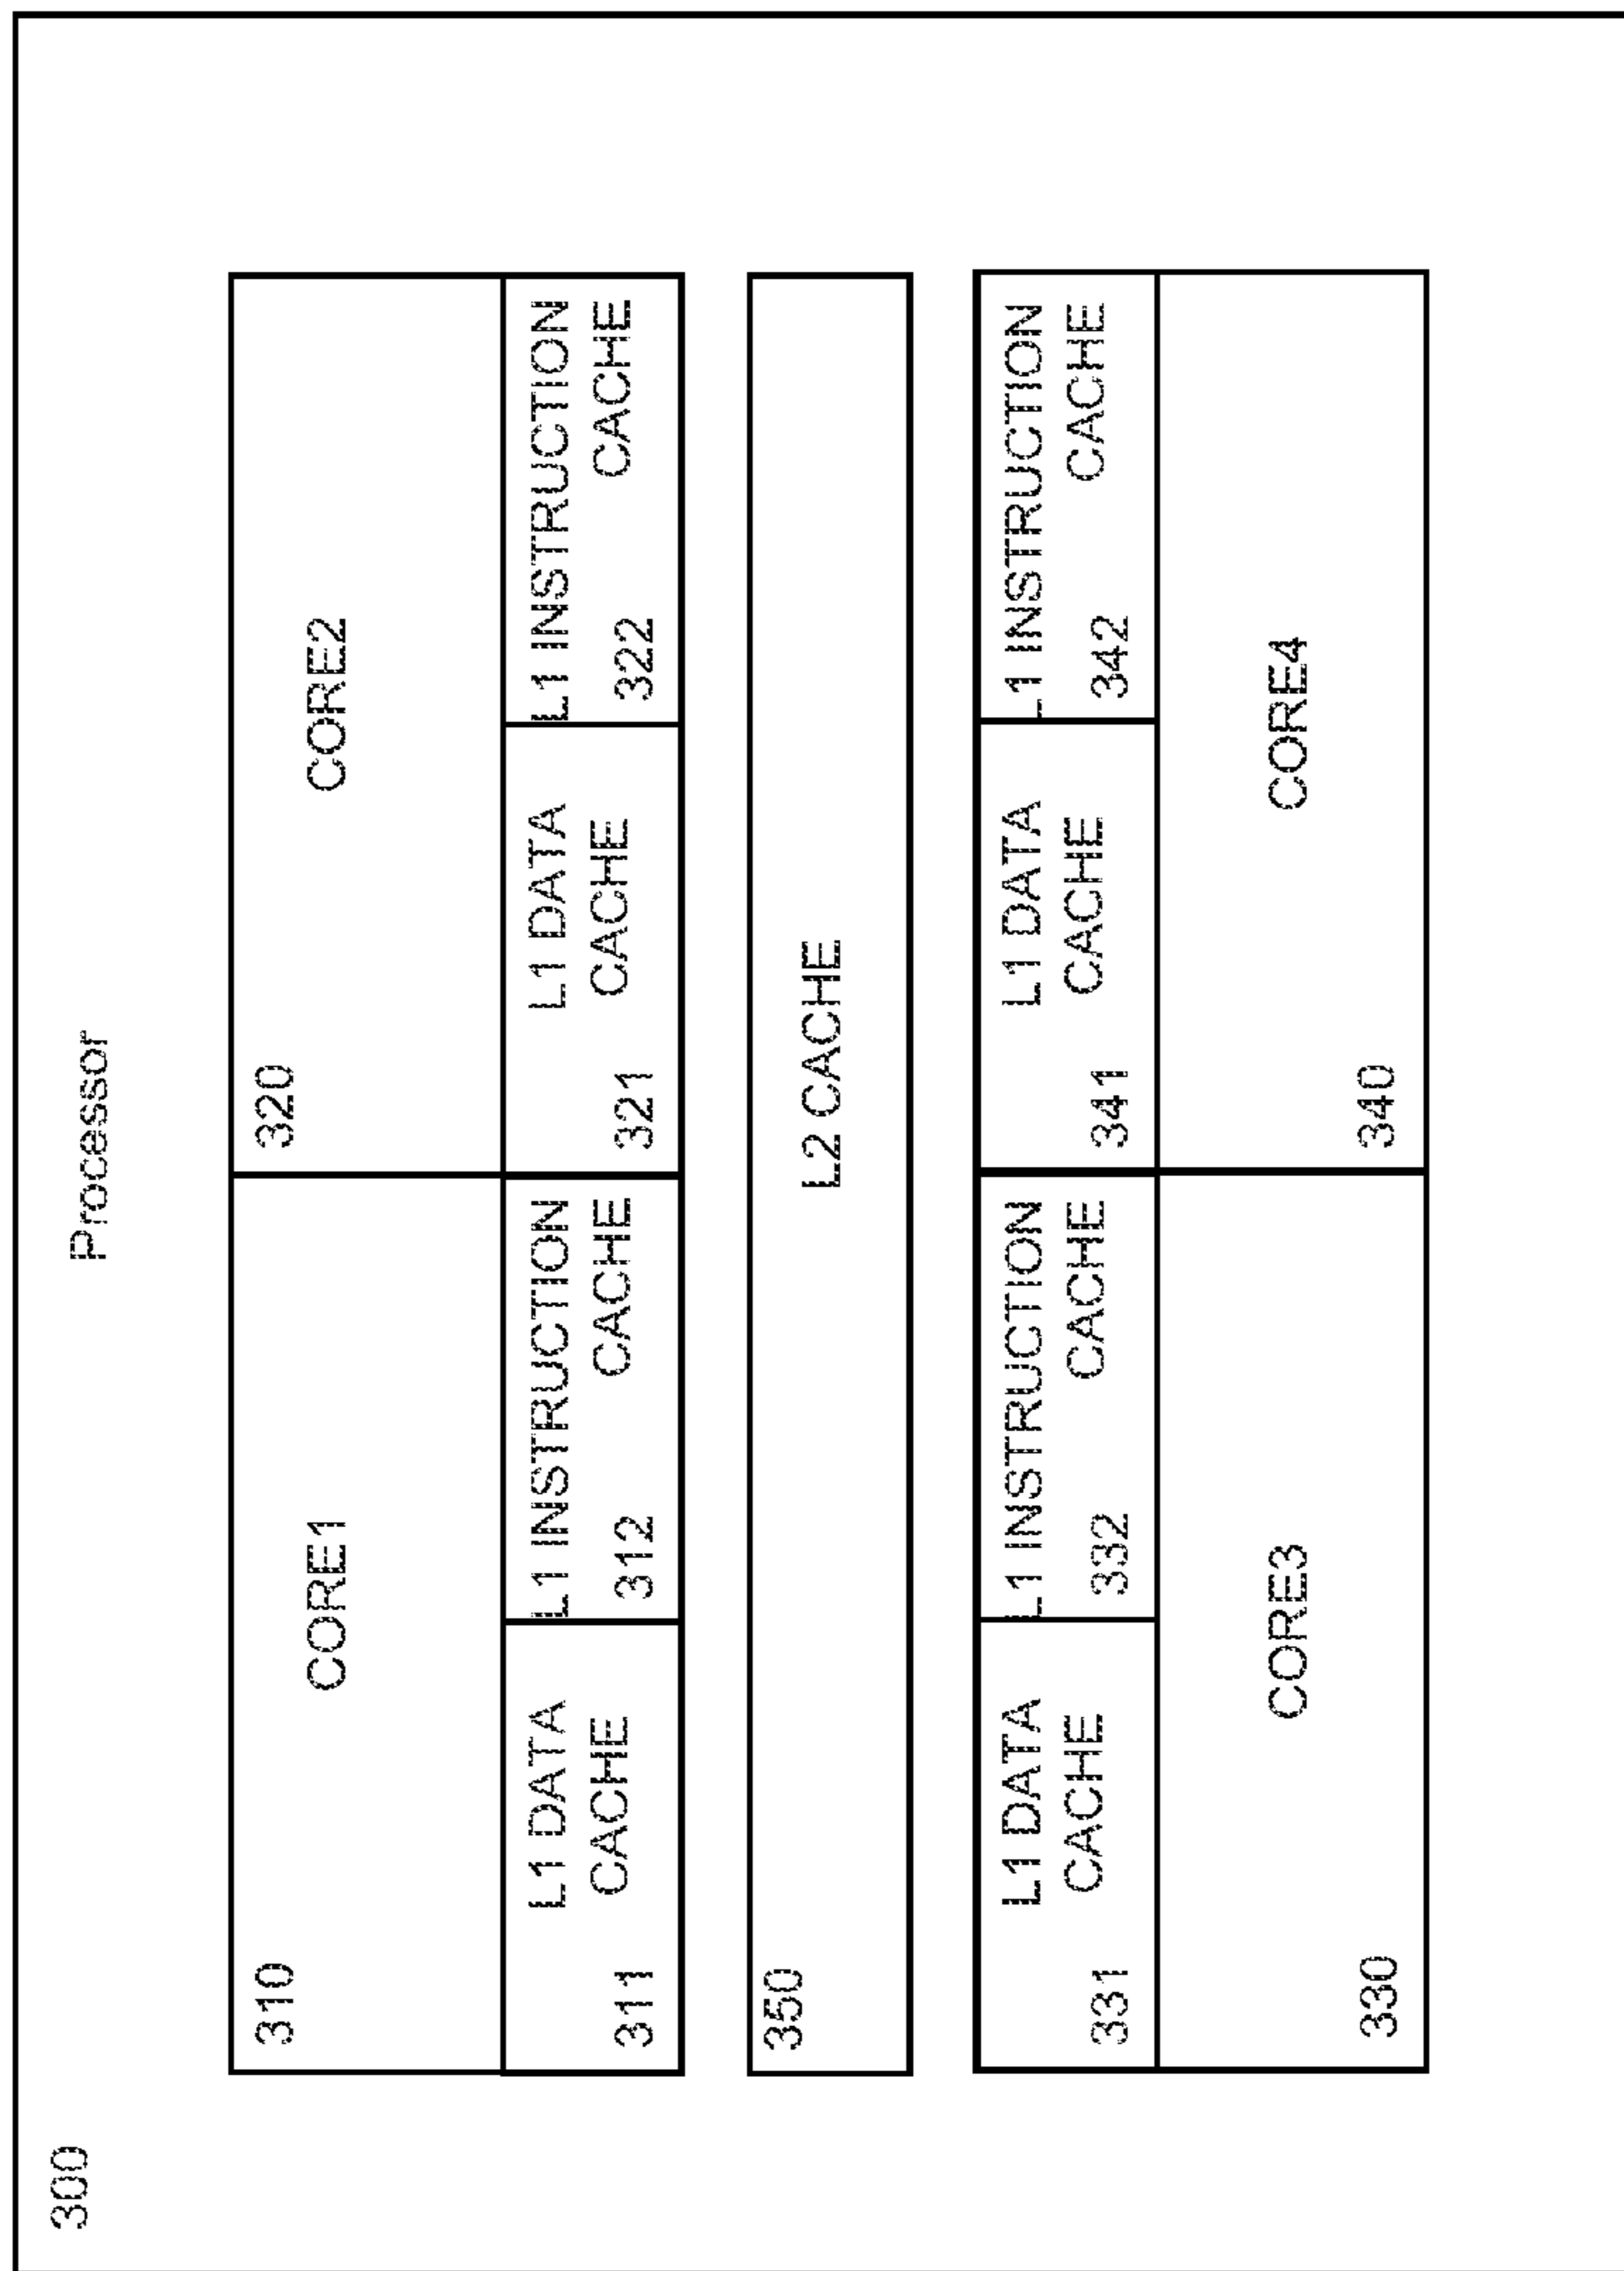 300
Processor
310
CORE1
320
CORE2
L1 DATA
CACHE
311
L1 INSTRUCTION
CACHE
312
L1 DATA
CACHE
321
L1 INSTRUCTION
CACHE
322
350
L2 CACHE
L1 DATA
CACHE
331
L1 INSTRUCTION
CACHE
332
L1 DATA
CACHE
341
L1 INSTRUCTION
CACHE
342
CORE3
330
CORE4
340